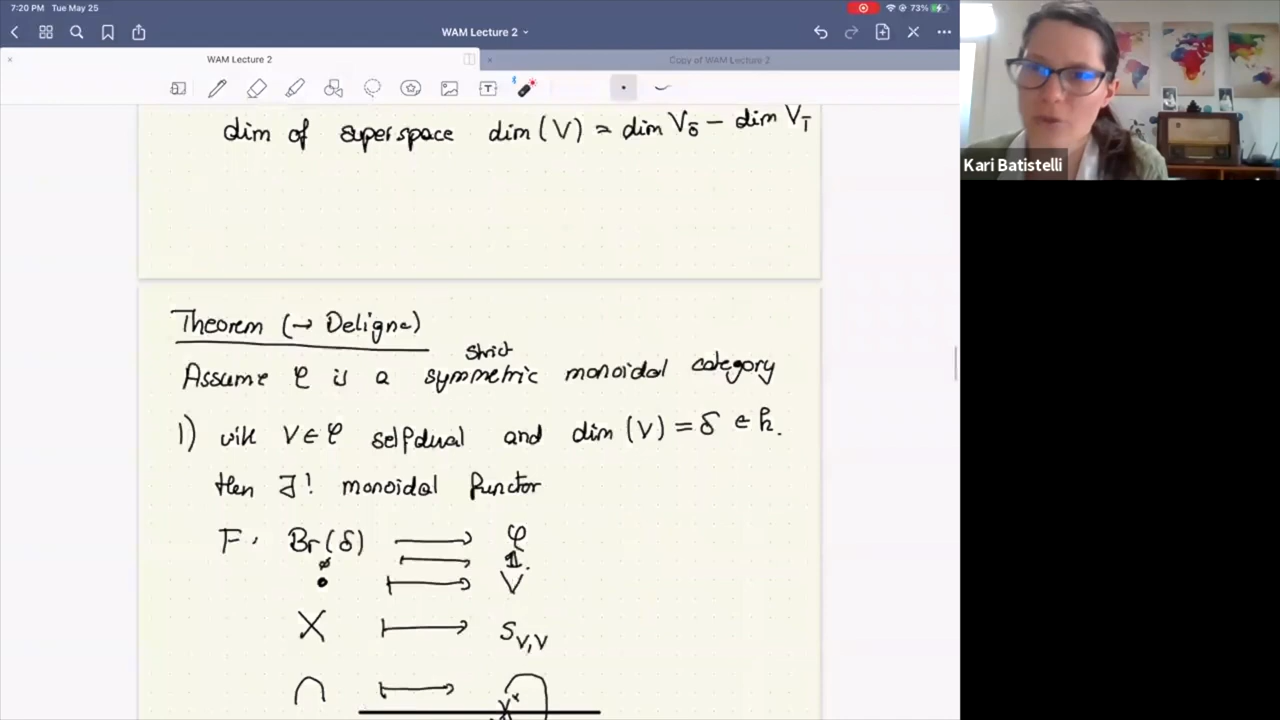 7:20 PM Tue May 25
73%
WAM Lecture 2
WAM Lecture 2
Copy of WAM Lecture 2
dim of superspace dim(V) = dim V_0̄ − dim V_1̄
Kari Batistelli
Theorem (→ Deligne)
strict
Assume 𝒞 is a symmetric monoidal category
1) with V ∈ 𝒞 selfdual and dim (V) = δ ∈ k.
then ∃! monoidal functor
F: Br(δ) → 𝒞
∅ ↦ 1.
• ↦ V
X ↦ S_{V,V}
∩ ↦